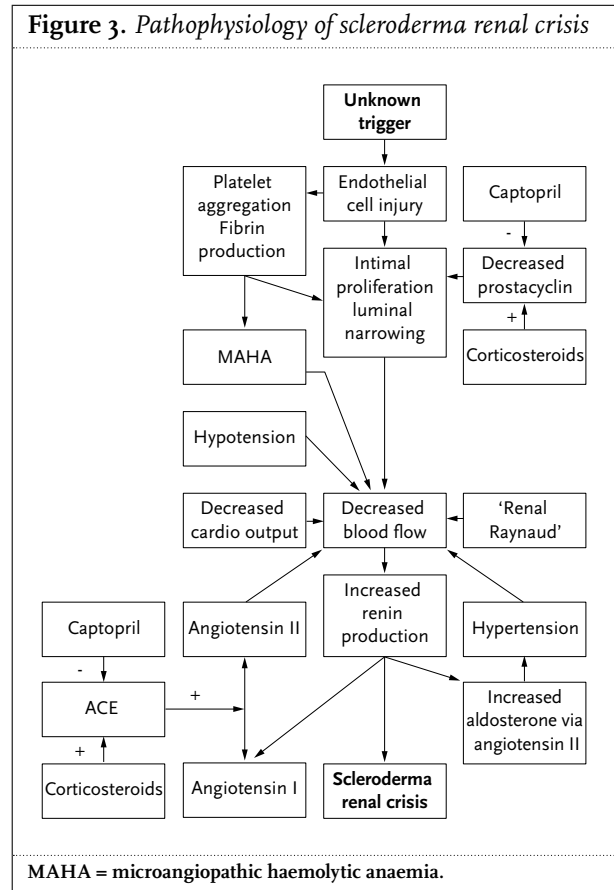 Figure 3. Pathophysiology of scleroderma renal crisis
Unknown
trigger
Platelet
aggregation
Fibrin
production
Endothelial
cell injury
Captopril
-
Intimal
proliferation
luminal
narrowing
Decreased
prostacyclin
+
MAHA
Corticosteroids
Hypotension
Decreased
cardio output
Decreased
blood flow
‘Renal
Raynaud’
Increased
renin
production
Captopril
Angiotensin II
Hypertension
-
ACE
+
Increased
aldosterone via
angiotensin II
+
Corticosteroids
Angiotensin I
Scleroderma
renal crisis
MAHA = microangiopathic haemolytic anaemia.